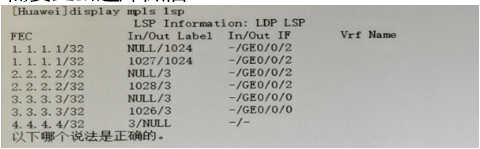 [Huawei]display mpls lsp
LSP Information: LDP LSP
FEC In/Out Label In/Out IF Vrf Name
1.1.1.1/32 NULL/1024 -/GE0/0/2
1.1.1.1/32 1027/1024 -/GE0/0/2
2.2.2.2/32 NULL/3 -/GE0/0/2
2.2.2.2/32 1028/3 -/GE0/0/2
3.3.3.3/32 NULL/3 -/GE0/0/0
3.3.3.3/32 1026/3 -/GE0/0/0
4.4.4.4/32 3/NULL -/-
以下哪个说法是正确的。